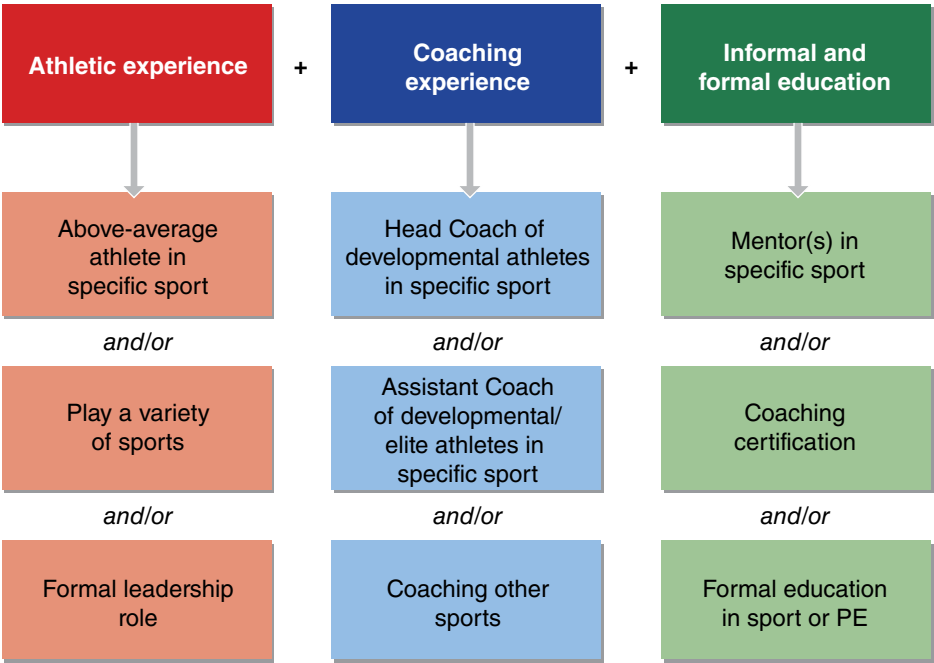 Athletic experience
+
Coaching
experience
+
Informal and
formal education
Above-average
athlete in
specific sport
Head Coach of
developmental athletes
in specific sport
Mentor(s) in
specific sport
and/or
and/or
and/or
Play a variety
of sports
Assistant Coach
of developmental/
elite athletes in
specific sport
Coaching
certification
and/or
and/or
and/or
Formal leadership
role
Coaching other
sports
Formal education
in sport or PE